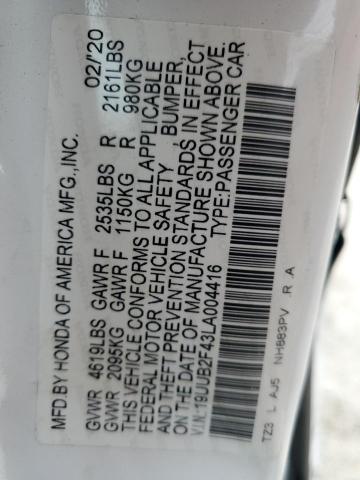 MFD.BY HONDA OF AMERICA MFG.,INC. 02/'20
GVWR 4619LBS GAWR F 2535LBS R 2161LBS
GVWR 2095KG GAWR F 1150KG R 980KG
THIS VEHICLE CONFORMS TO ALL APPLICABLE
FEDERAL MOTOR VEHICLE SAFETY , BUMPER,
AND THEFT PREVENTION STANDARDS IN EFFECT
ON THE DATE OF MANUFACTURE SHOWN ABOVE.
V.I.N:19UUB2F43LA004416 TYPE:PASSENGER CAR
TZ3 L AJ5 NH883PV R A